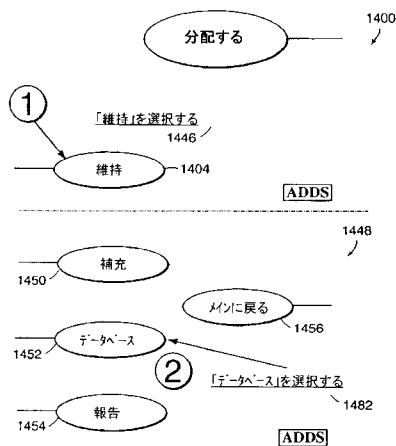 分配する
1400
1
「維持」を選択する
1446
維持
1404
ADDS
1448
補充
1450
メインに戻る
1456
データベース
1452
2
「データベース」を選択する
1482
報告
1454
ADDS